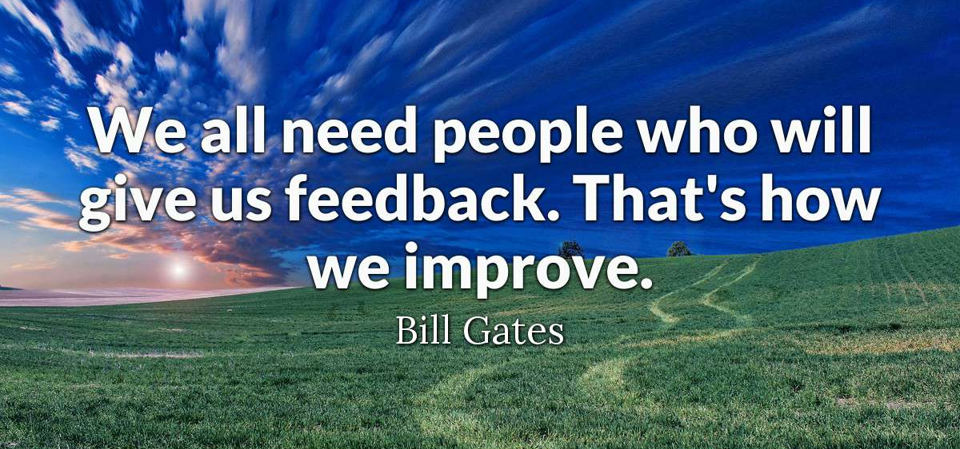 We all need people who will
give us feedback. That's how
we improve.
Bill Gates